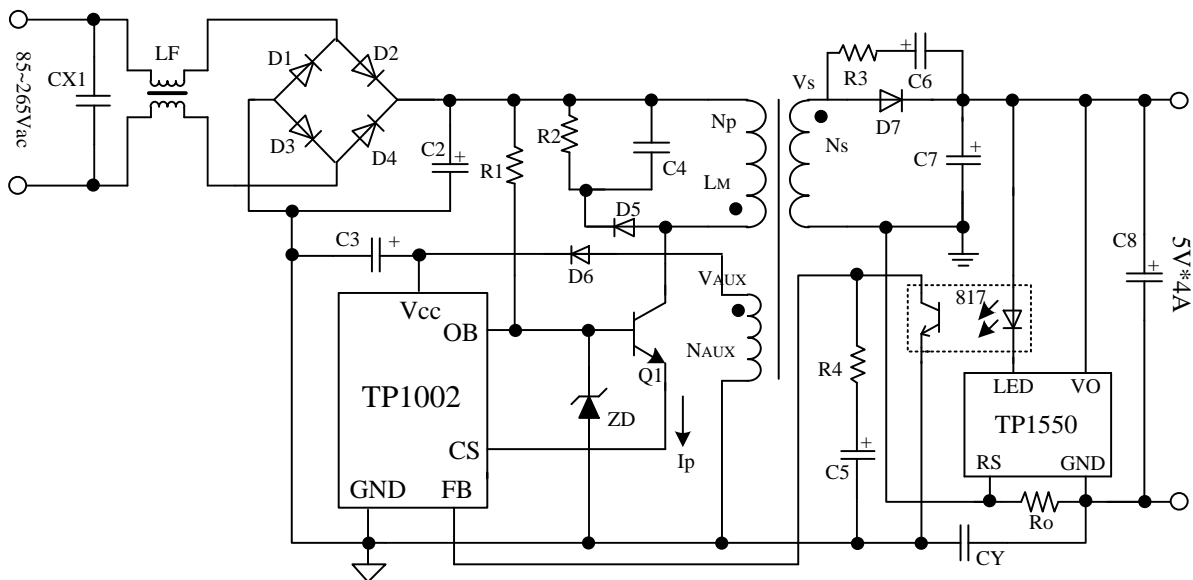 85~265Vac
CX1
LF
D1
D2
D3
D4
C2
R1
R2
C4
D5
Np
LM
Vs
Ns
R3
C6
D7
C7
C8
5V*4A
C3
D6
VAUX
NAUX
Vcc
OB
TP1002
CS
GND
FB
Q1
ZD
Ip
R4
C5
817
LED
VO
TP1550
RS
GND
Ro
CY